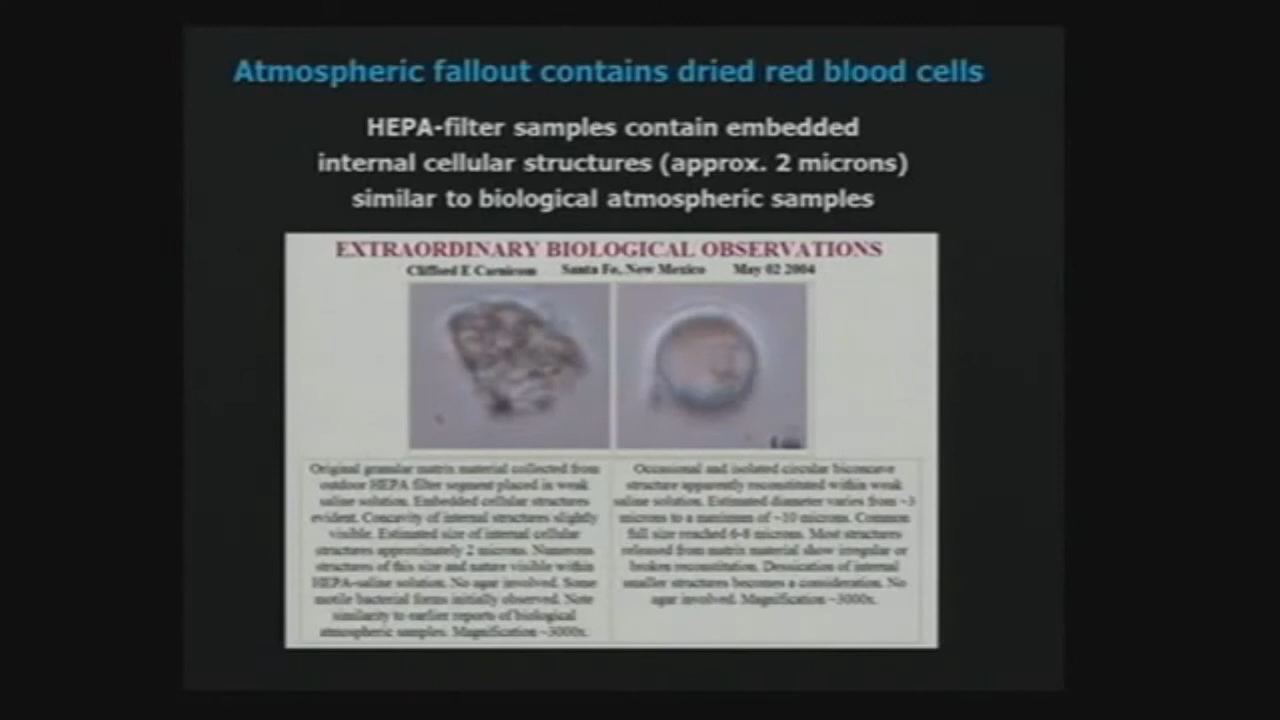 Atmospheric fallout contains dried red blood cells
HEPA-filter samples contain embedded
internal cellular structures (approx. 2 microns)
similar to biological atmospheric samples
EXTRAORDINARY BIOLOGICAL OBSERVATIONS
Clifford E Carnicom Santa Fe, New Mexico May 02 2004
Original granular matrix material collected from
outdoor HEPA filter segment placed in weak
saline solution. Embedded cellular structures
evident. Concavity of internal structures slightly
visible. Estimated size of internal cellular
structures approximately 2 microns. Numerous
structures of this size and nature visible within
HEPA-saline solution. No agar involved. Some
motile bacterial forms initially observed. Note
similarity to earlier reports of biological
atmospheric samples. Magnification ~3000x.
Occasional and isolated circular biconcave
structure apparently reconstituted within weak
saline solution. Estimated diameter varies from ~3
microns to a maximum of ~10 microns. Common
full size reached 6-8 microns. Most structures
released from matrix material show irregular or
broken reconstitution. Dessication of internal
smaller structures becomes a consideration. No
agar involved. Magnification ~3000x.